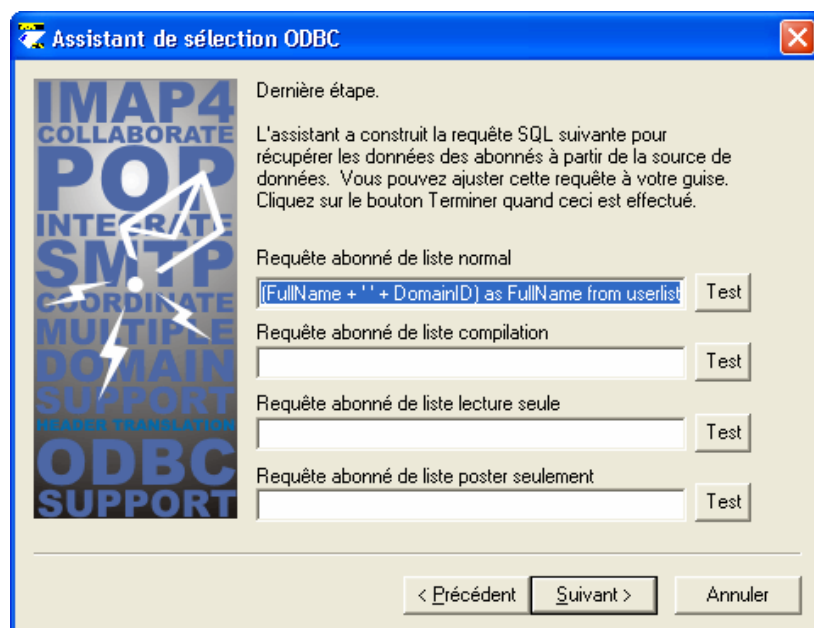 Assistant de sélection ODBC
IMAP4
COLLABORATE
POP
INTEGRATE
SMTP
COORDINATE
MULTIPLE
DOMAIN
SUPPORT
HEADER TRANSLATION
ODBC
SUPPORT
Dernière étape.
L'assistant a construit la requête SQL suivante pour
récupérer les données des abonnés à partir de la source de
données. Vous pouvez ajuster cette requête à votre guise.
Cliquez sur le bouton Terminer quand ceci est effectué.
Requête abonné de liste normal
(FullName + ' ' + DomainID) as FullName from userlist
Test
Requête abonné de liste compilation
Test
Requête abonné de liste lecture seule
Test
Requête abonné de liste poster seulement
Test
< Précédent
Suivant >
Annuler